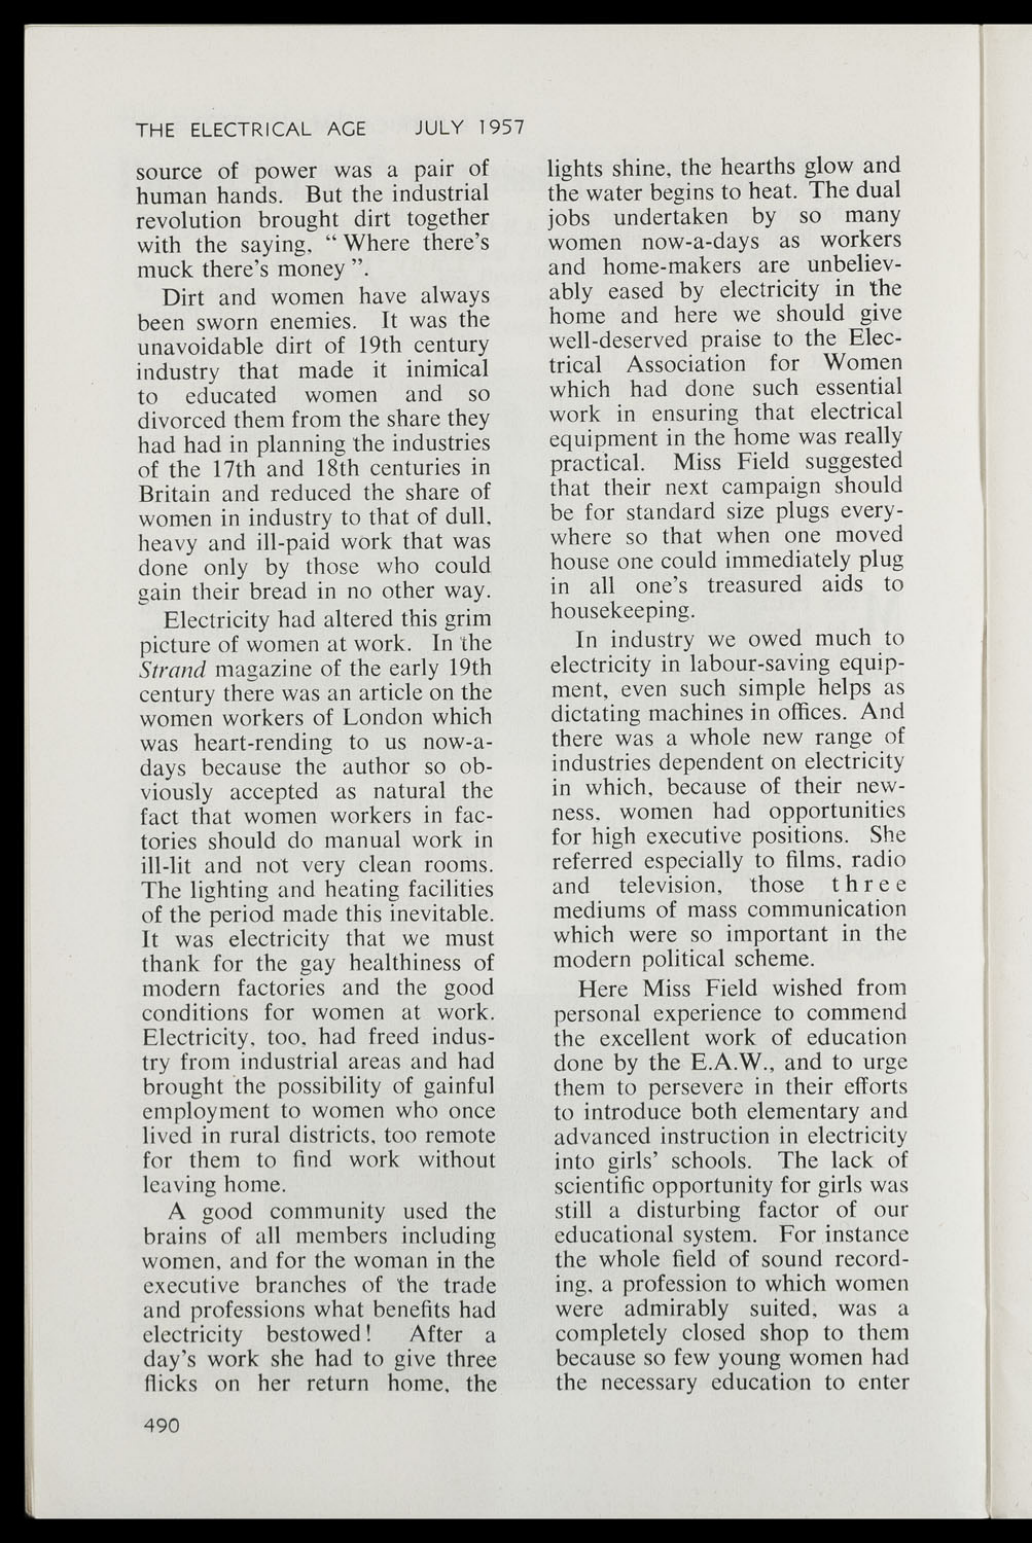 THE ELECTRICAL AGE JULY 1957
source of power was a pair of
human hands. But the industrial
revolution brought dirt together
with the saying, “ Where there's
muck there's money ”.
Dirt and women have always
been sworn enemies. It was the
unavoidable dirt of 19th century
industry that made it inimical
to educated women and so
divorced them from the share they
had had in planning the industries
of the 17th and 18th centuries in
Britain and reduced the share of
women in industry to that of dull,
heavy and ill-paid work that was
done only by those who could
gain their bread in no other way.
Electricity had altered this grim
picture of women at work. In the
Strand magazine of the early 19th
century there was an article on the
women workers of London which
was heart-rending to us now-a-
days because the author so ob-
viously accepted as natural the
fact that women workers in fac-
tories should do manual work in
ill-lit and not very clean rooms.
The lighting and heating facilities
of the period made this inevitable.
It was electricity that we must
thank for the gay healthiness of
modern factories and the good
conditions for women at work.
Electricity, too, had freed indus-
try from industrial areas and had
brought the possibility of gainful
employment to women who once
lived in rural districts, too remote
for them to find work without
leaving home.
A good community used the
brains of all members including
women, and for the woman in the
executive branches of the trade
and professions what benefits had
electricity bestowed! After a
day's work she had to give three
flicks on her return home, the
lights shine, the hearths glow and
the water begins to heat. The dual
jobs undertaken by so many
women now-a-days as workers
and home-makers are unbeliev-
ably eased by electricity in the
home and here we should give
well-deserved praise to the Elec-
trical Association for Women
which had done such essential
work in ensuring that electrical
equipment in the home was really
practical. Miss Field suggested
that their next campaign should
be for standard size plugs every-
where so that when one moved
house one could immediately plug
in all one's treasured aids to
housekeeping.
In industry we owed much to
electricity in labour-saving equip-
ment, even such simple helps as
dictating machines in offices. And
there was a whole new range of
industries dependent on electricity
in which, because of their new-
ness, women had opportunities
for high executive positions. She
referred especially to films, radio
and television, those three
mediums of mass communication
which were so important in the
modern political scheme.
Here Miss Field wished from
personal experience to commend
the excellent work of education
done by the E.A.W., and to urge
them to persevere in their efforts
to introduce both elementary and
advanced instruction in electricity
into girls' schools. The lack of
scientific opportunity for girls was
still a disturbing factor of our
educational system. For instance
the whole field of sound record-
ing, a profession to which women
were admirably suited, was a
completely closed shop to them
because so few young women had
the necessary education to enter
490